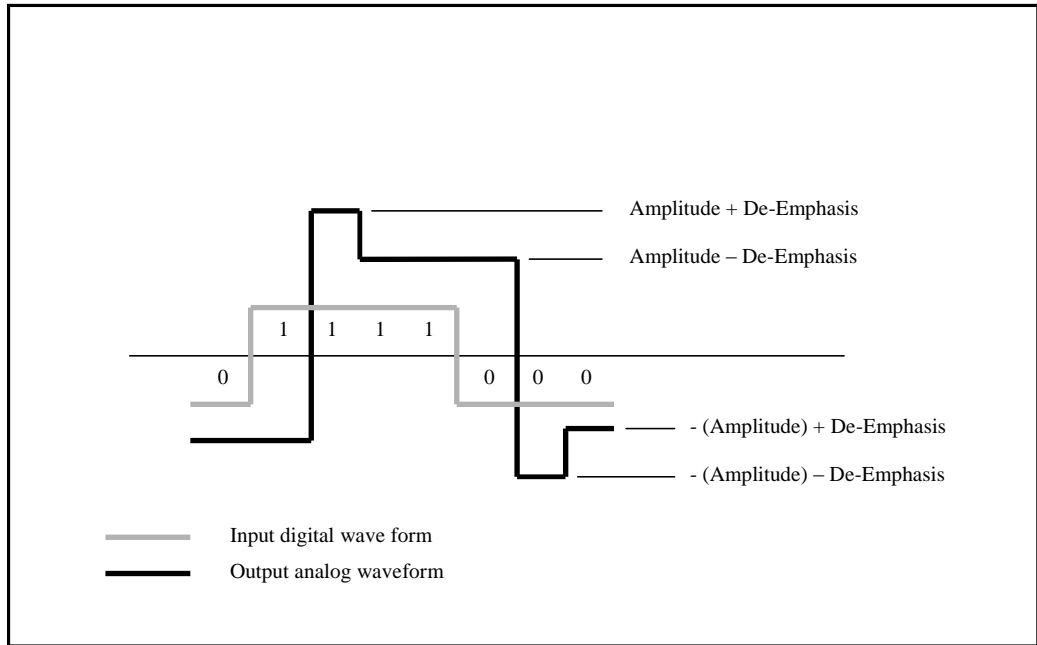 Amplitude + De-Emphasis
Amplitude – De-Emphasis
1 1 1 1
0 0 0 0
- (Amplitude) + De-Emphasis
- (Amplitude) – De-Emphasis
Input digital wave form
Output analog waveform